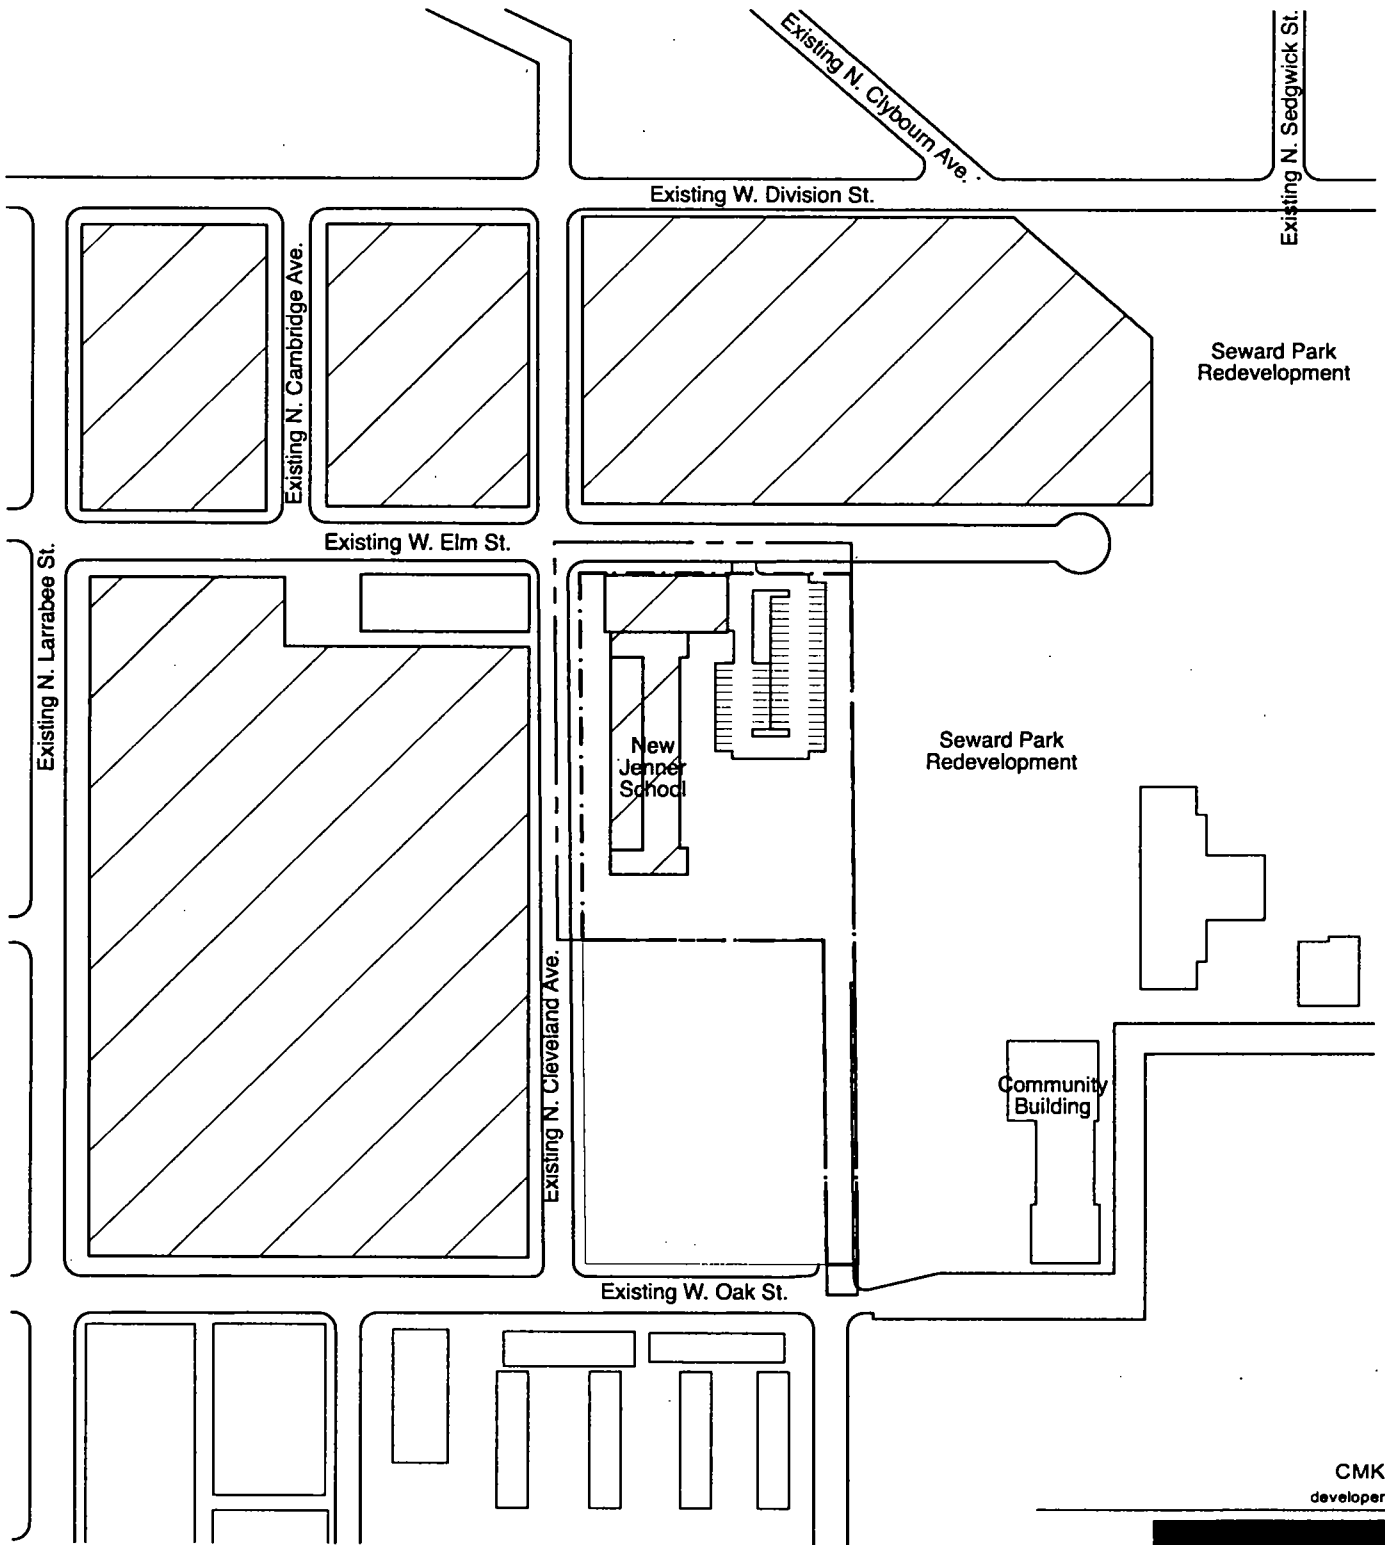 Existing N. Clybourn Ave.
Existing N. Sedgwick St.
Existing W. Division St.
Existing N. Cambridge Ave.
Seward Park
Redevelopment
Existing W. Elm St.
Existing N. Larrabee St.
New
Jenner
School
Seward Park
Redevelopment
Existing N. Cleveland Ave.
Community
Building
Existing W. Oak St.
CMK
developer